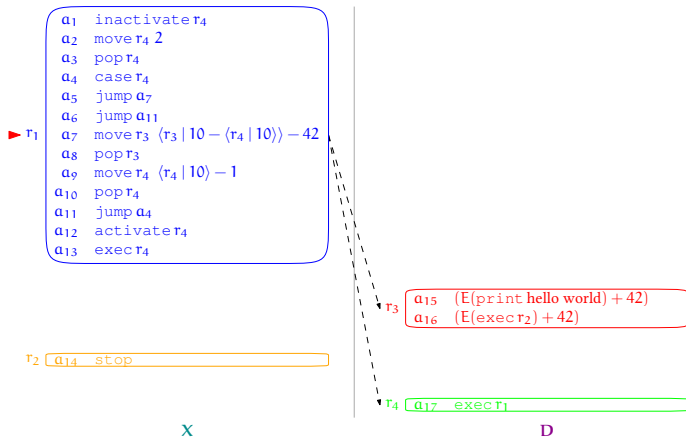 a₁ inactivate r₄
a₂ move r₄ 2
a₃ pop r₄
a₄ case r₄
a₅ jump a₇
a₆ jump a₁₁
r₁ a₇ move r₃ ⟨r₃ | 10 − ⟨r₄ | 10⟩⟩ − 42
a₈ pop r₃
a₉ move r₄ ⟨r₄ | 10⟩ − 1
a₁₀ pop r₄
a₁₁ jump a₄
a₁₂ activate r₄
a₁₃ exec r₄
r₃ a₁₅ (E(print hello world) + 42)
a₁₆ (E(exec r₂) + 42)
r₂ a₁₄ stop
r₄ a₁₇ exec r₁
X D